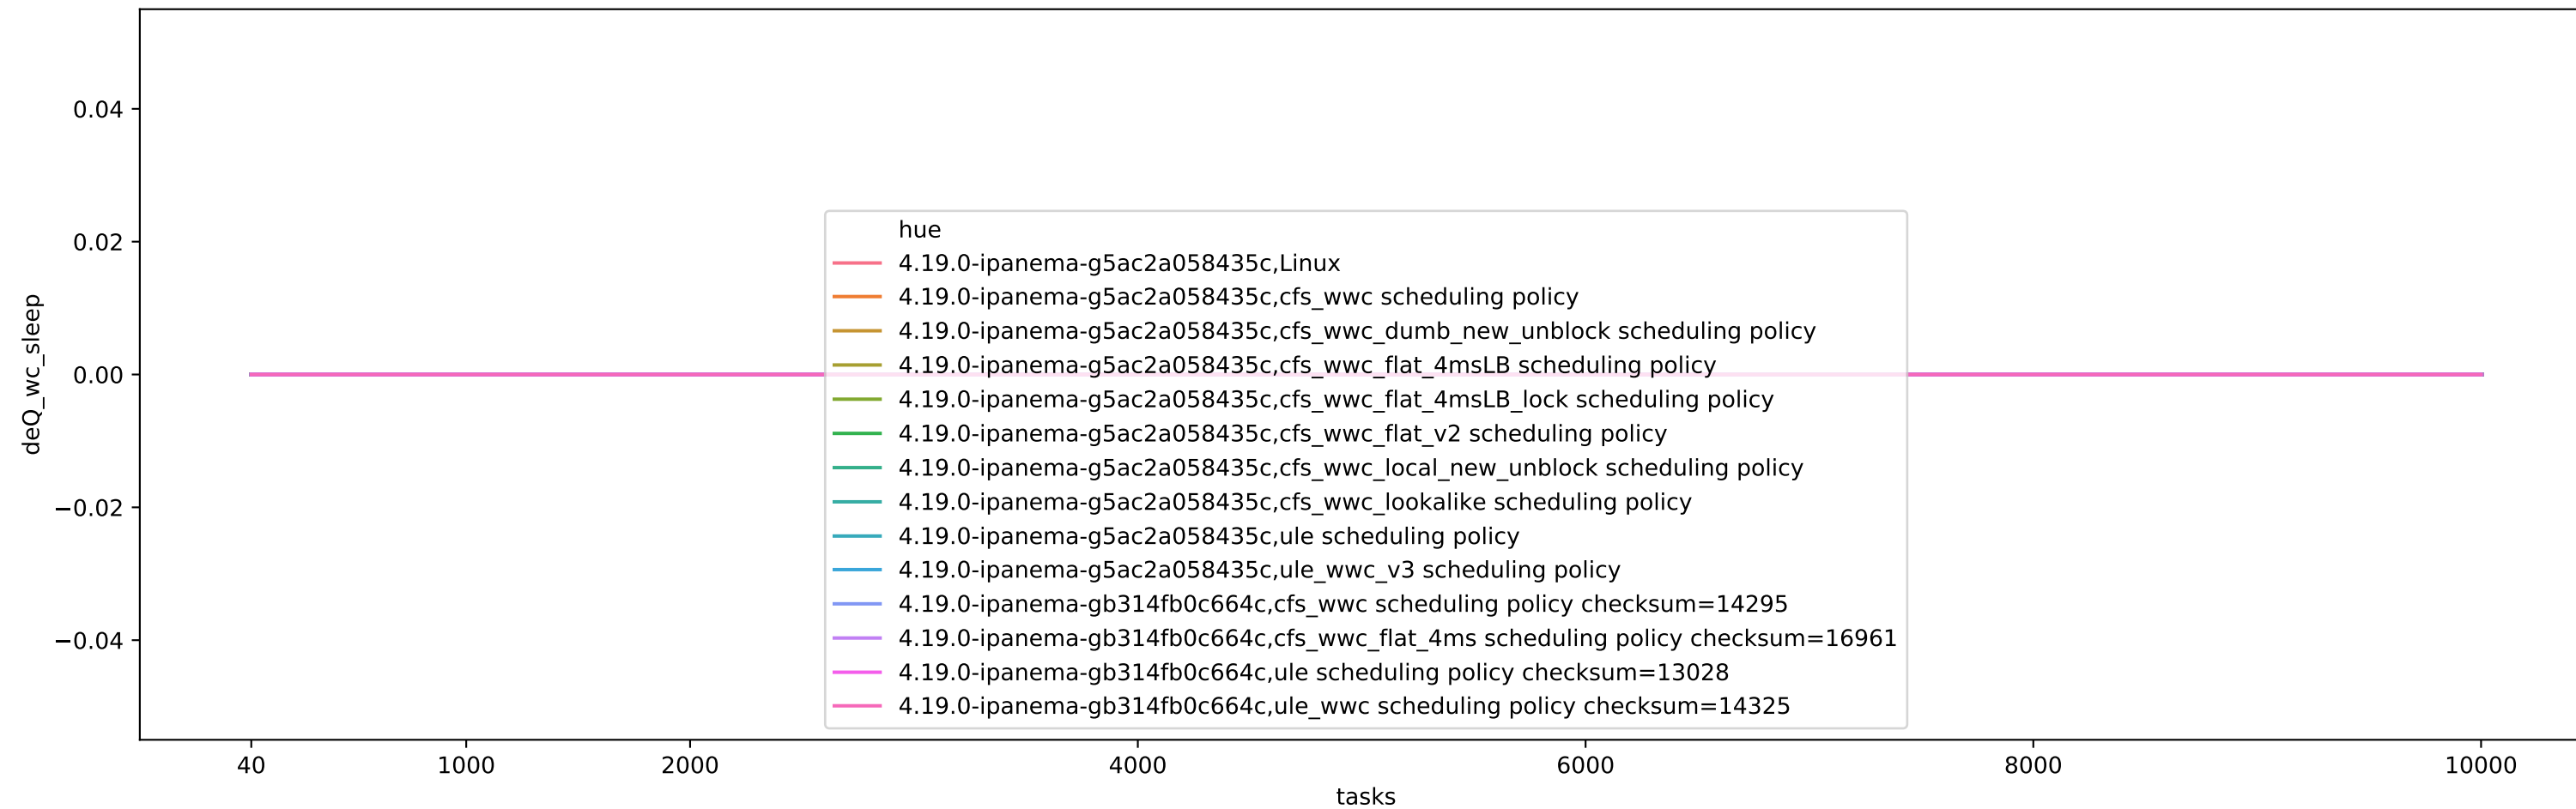 deQ_wc_sleep
0.04
0.02
0.00
−0.02
−0.04
hue
4.19.0-ipanema-g5ac2a058435c,Linux
4.19.0-ipanema-g5ac2a058435c,cfs_wwc scheduling policy
4.19.0-ipanema-g5ac2a058435c,cfs_wwc_dumb_new_unblock scheduling policy
4.19.0-ipanema-g5ac2a058435c,cfs_wwc_flat_4msLB scheduling policy
4.19.0-ipanema-g5ac2a058435c,cfs_wwc_flat_4msLB_lock scheduling policy
4.19.0-ipanema-g5ac2a058435c,cfs_wwc_flat_v2 scheduling policy
4.19.0-ipanema-g5ac2a058435c,cfs_wwc_local_new_unblock scheduling policy
4.19.0-ipanema-g5ac2a058435c,cfs_wwc_lookalike scheduling policy
4.19.0-ipanema-g5ac2a058435c,ule scheduling policy
4.19.0-ipanema-g5ac2a058435c,ule_wwc_v3 scheduling policy
4.19.0-ipanema-gb314fb0c664c,cfs_wwc scheduling policy checksum=14295
4.19.0-ipanema-gb314fb0c664c,cfs_wwc_flat_4ms scheduling policy checksum=16961
4.19.0-ipanema-gb314fb0c664c,ule scheduling policy checksum=13028
4.19.0-ipanema-gb314fb0c664c,ule_wwc scheduling policy checksum=14325
40 1000 2000 4000 6000 8000 10000
tasks